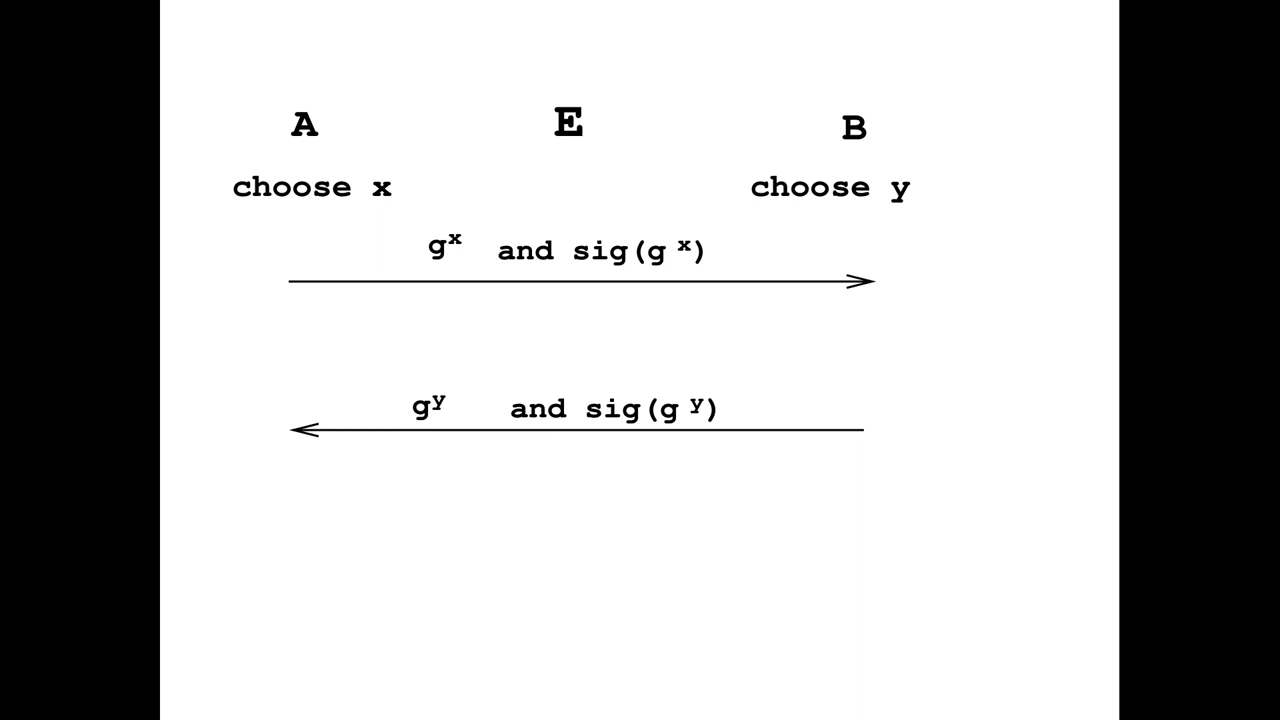 A E B
choose x choose y
g^x and sig(g^x)
g^y and sig(g^y)